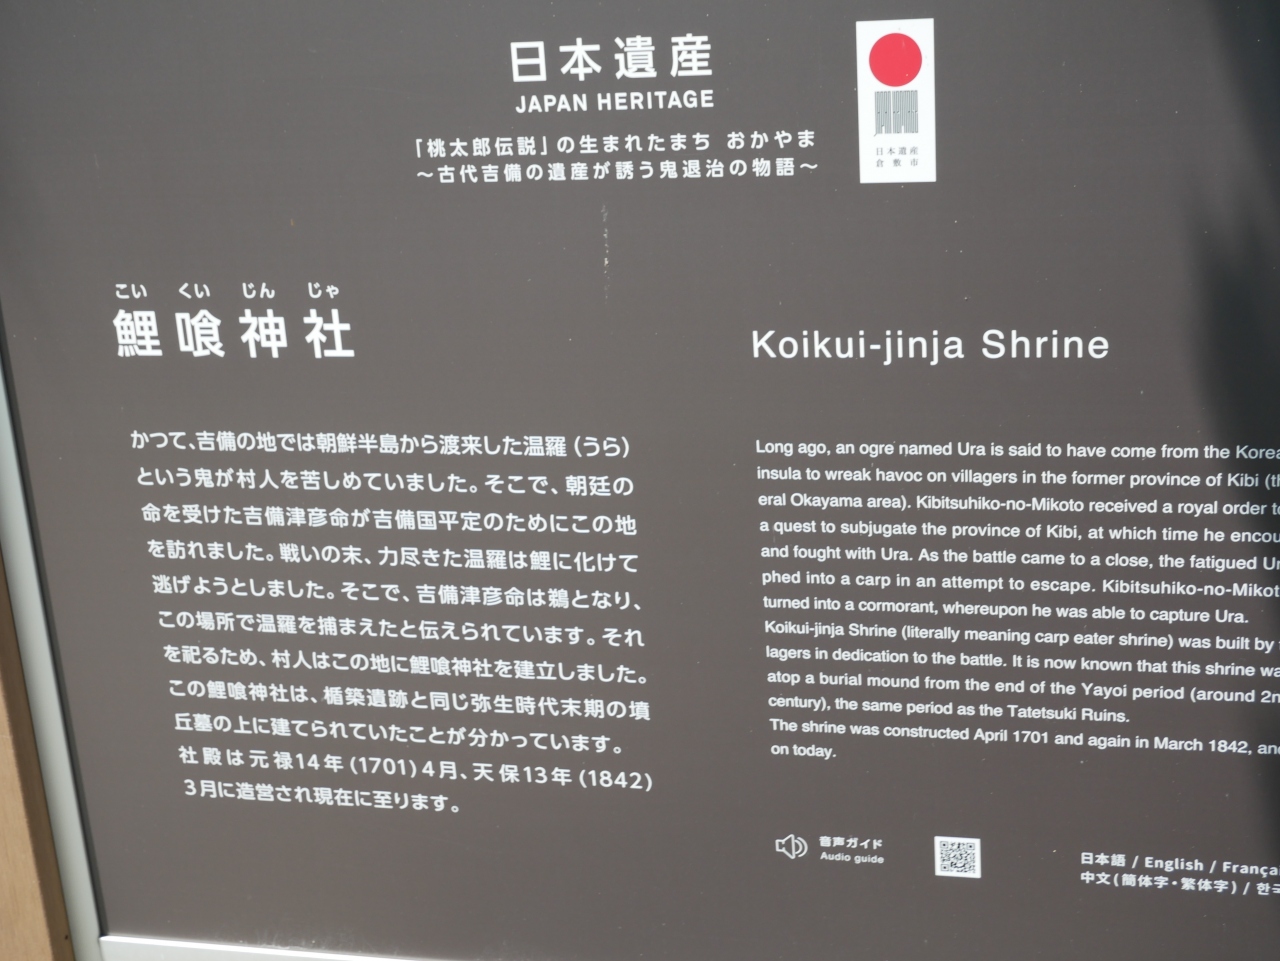 日本遺産
JAPAN HERITAGE
「桃太郎伝説」の生まれたまち おかやま
～古代吉備の遺産が誘う鬼退治の物語～
日本遺産
倉敷市
こい くい じん じゃ
鯉喰神社
かつて、吉備の地では朝鮮半島から渡来した温羅（うら）
という鬼が村人を苦しめていました。そこで、朝廷の
命を受けた吉備津彦命が吉備国平定のためにこの地
を訪れました。戦いの末、力尽きた温羅は鯉に化けて
逃げようとしました。そこで、吉備津彦命は鵜となり、
この場所で温羅を捕まえたと伝えられています。それ
を祀るため、村人はこの地に鯉喰神社を建立しました。
この鯉喰神社は、楯築遺跡と同じ弥生時代末期の墳
丘墓の上に建てられていたことが分かっています。
社殿は元禄14年（1701）4月、天保13年（1842）
3月に造営され現在に至ります。
Koikui-jinja Shrine
Long ago, an ogre named Ura is said to have come from the Korea
insula to wreak havoc on villagers in the former province of Kibi (th
eral Okayama area). Kibitsuhiko-no-Mikoto received a royal order t
a quest to subjugate the province of Kibi, at which time he encou
and fought with Ura. As the battle came to a close, the fatigued U
phed into a carp in an attempt to escape. Kibitsuhiko-no-Mikot
turned into a cormorant, whereupon he was able to capture Ura.
Koikui-jinja Shrine (literally meaning carp eater shrine) was built by
lagers in dedication to the battle. It is now known that this shrine wa
atop a burial mound from the end of the Yayoi period (around 2n
century), the same period as the Tatetsuki Ruins.
The shrine was constructed April 1701 and again in March 1842, an
on today.
音声ガイド
Audio guide
日本語 / English / França
中文(簡体字・繁体字) / 한